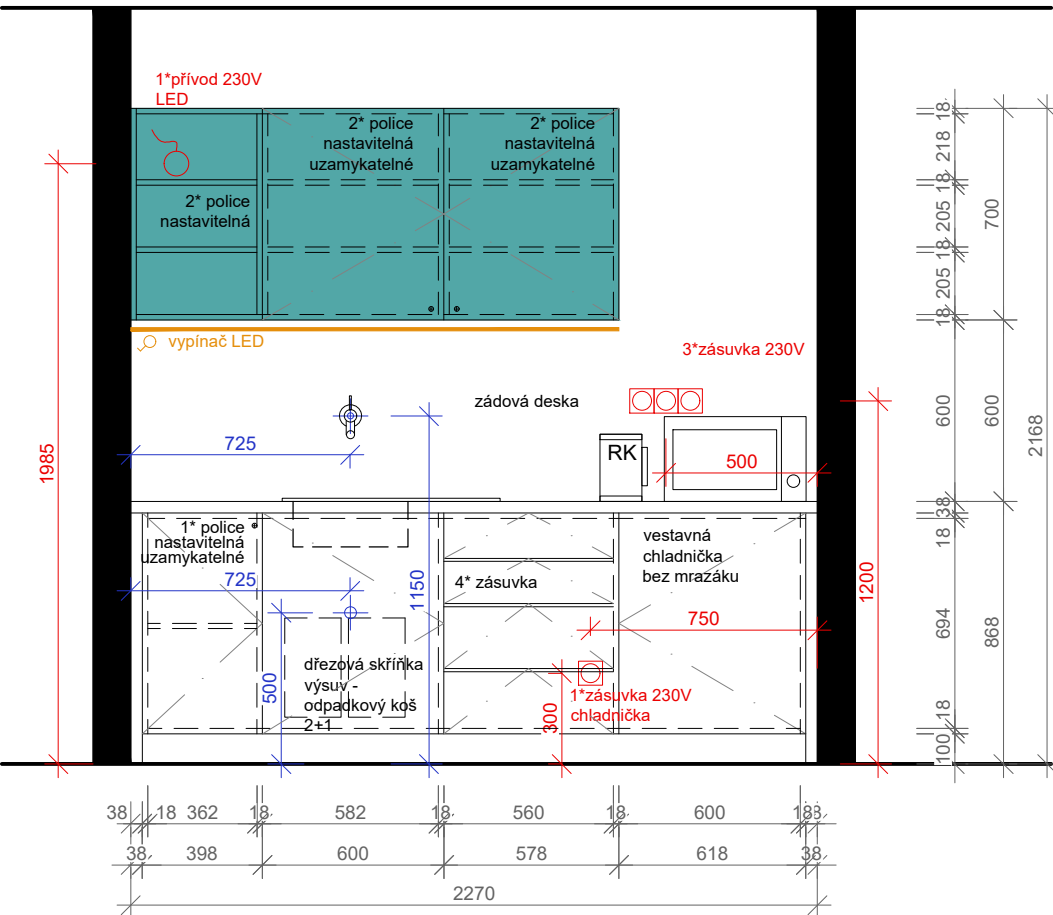 1*přívod 230V
LED
2* police
nastavitelná
uzamykatelné
2* police
nastavitelná
uzamykatelné
2* police
nastavitelná
vypínač LED
3*zásuvka 230V
zádová deska
RK
500
725
1985
1* police
nastavitelná
uzamykatelné
725
500
1150
dřezová skříňka
výsuv -
odpadkový koš
2+1
4* zásuvka
vestavná
chladnička
bez mrazáku
750
1*zásuvka 230V
chladnička
300
1200
18
218
18
205
18
205
18
600
38
18
694
18
100
700
600
868
2168
38 18 362 18 582 18 560 18 600 18
38 398 600 578 618 38
2270